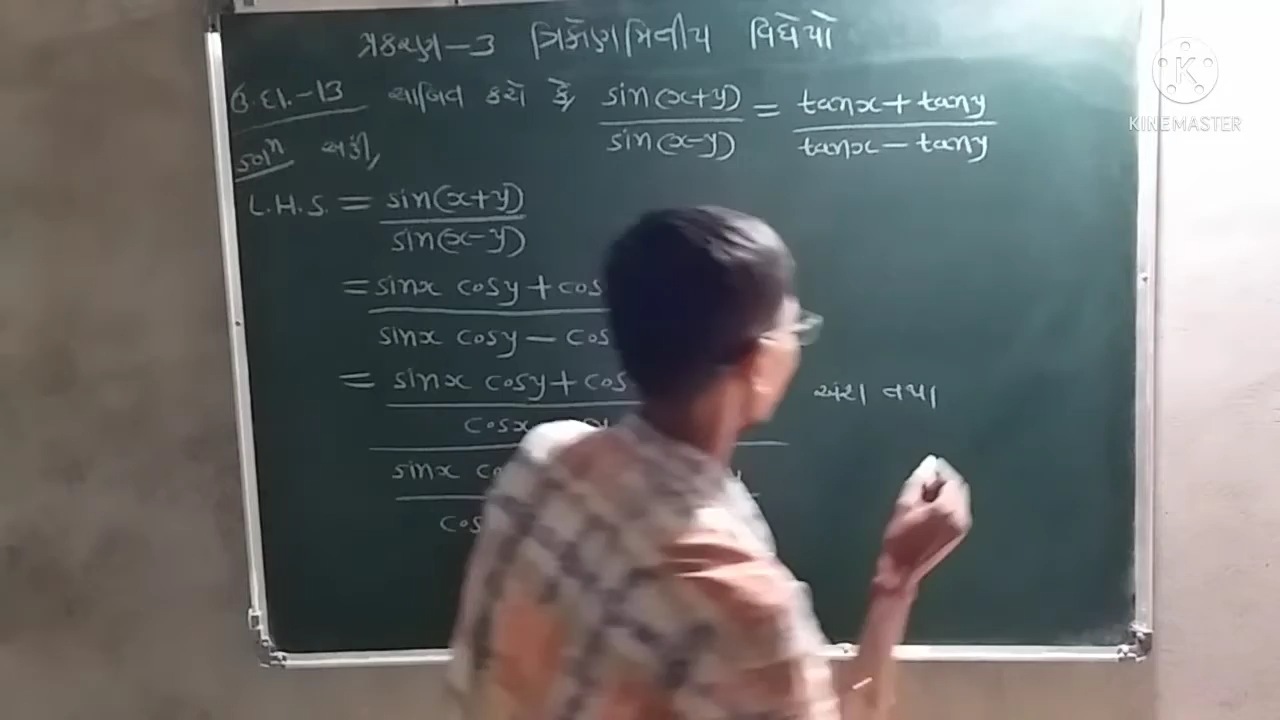 પ્રકરણ-3 ત્રિકોણમિતીય વિધેયો
ઉ.દા.-13 સાબિત કરો કે, sin(x+y)/sin(x-y) = tanx + tany/tanx - tany
solⁿ અહીં,
L.H.S. = sin(x+y)/sin(x-y)
= sinx cosy + cos
sinx cosy - cos
= sinx cosy + cos
cosx
sinx co
cos
અંશ તથા
KINEMASTER